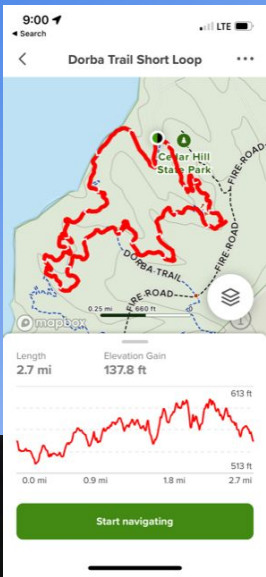 9:00
LTE
Search
Dorba Trail Short Loop
Cedar Hill
State Park
FIRE-ROAD
FIRE-ROAD
DORBA-TRAIL
FIRE-ROAD
0.25 mi
660 ft
mapbox
Length
Elevation Gain
2.7 mi
137.8 ft
613 ft
513 ft
0.0 mi
0.9 mi
1.8 mi
2.7 mi
Start navigating